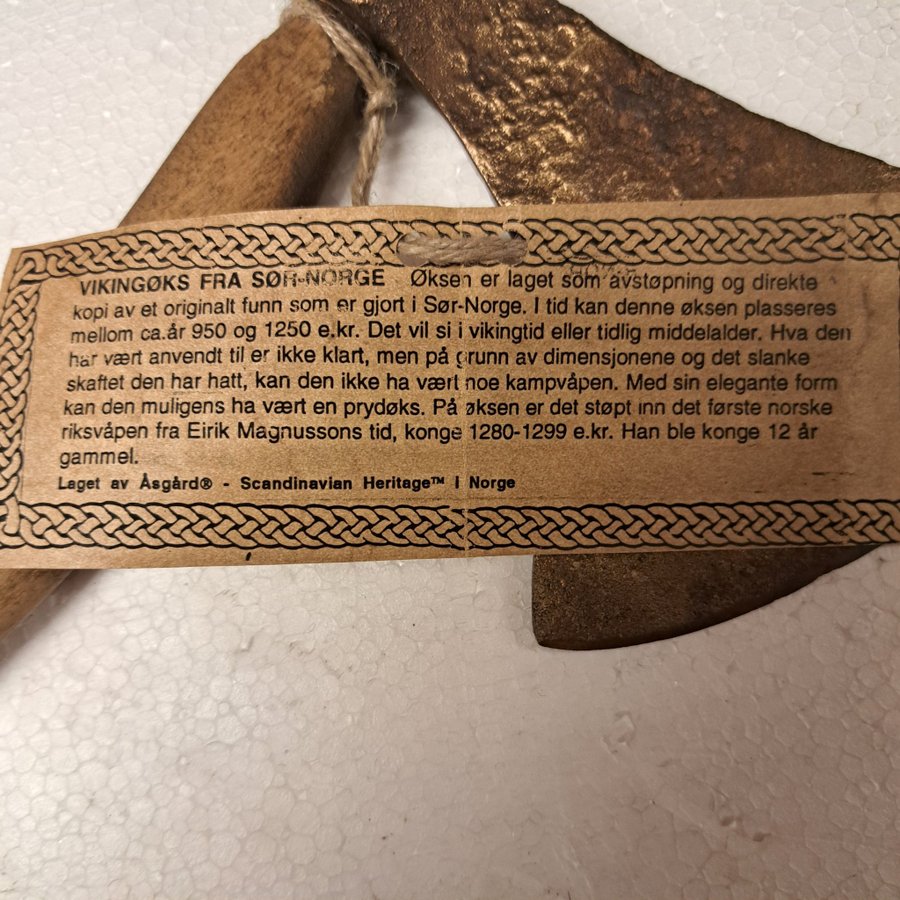 VIKINGØKS FRA SØR-NORGE Øksen er laget som avstøpning og direkte
kopi av et originalt funn som er gjort i Sør-Norge. I tid kan denne øksen plasseres
mellom ca.år 950 og 1250 e.kr. Det vil si i vikingtid eller tidlig middelalder. Hva den
har vært anvendt til er ikke klart, men på grunn av dimensjonene og det slanke
skaftet den har hatt, kan den ikke ha vært noe kampvåpen. Med sin elegante form
kan den muligens ha vært en prydøks. På øksen er det støpt inn det første norske
riksvåpen fra Eirik Magnussons tid, konge 1280-1299 e.kr. Han ble konge 12 år
gammel.
Laget av Åsgård® - Scandinavian Heritage™ i Norge